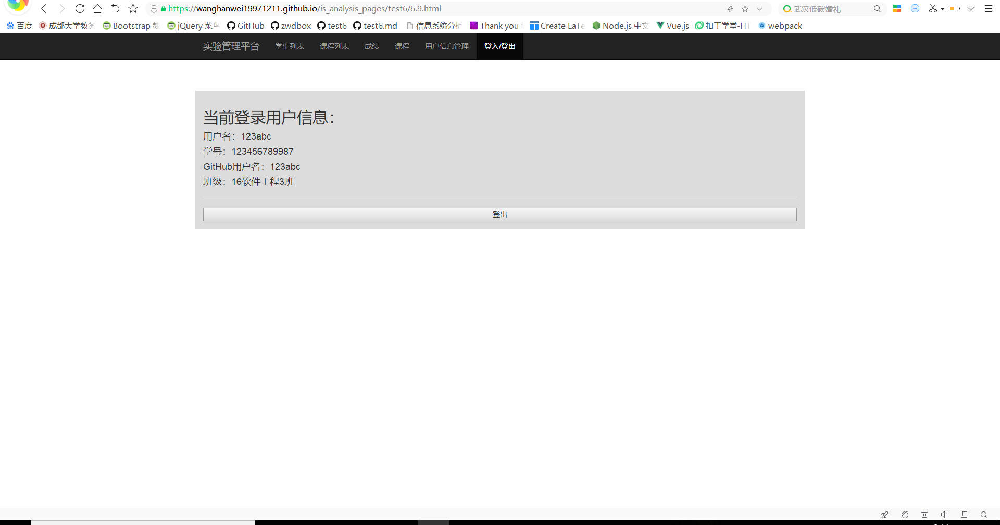 https://wanghanwei19971211.github.io/is_analysis_pages/test6/6.9.html 武汉低碳婚礼
百度 成都大学教务 Bootstrap 教 jQuery 菜鸟 GitHub zwdbox test6 test6.md 信息系统分析 Thank you f Create LaTe Node.js 中文 Vue.js 扣丁学堂-HT webpack
实验管理平台 学生列表 课程列表 成绩 课程 用户信息管理 登入/登出
当前登录用户信息：
用户名：123abc
学号：123456789987
GitHub用户名：123abc
班级：16软件工程3班
登出